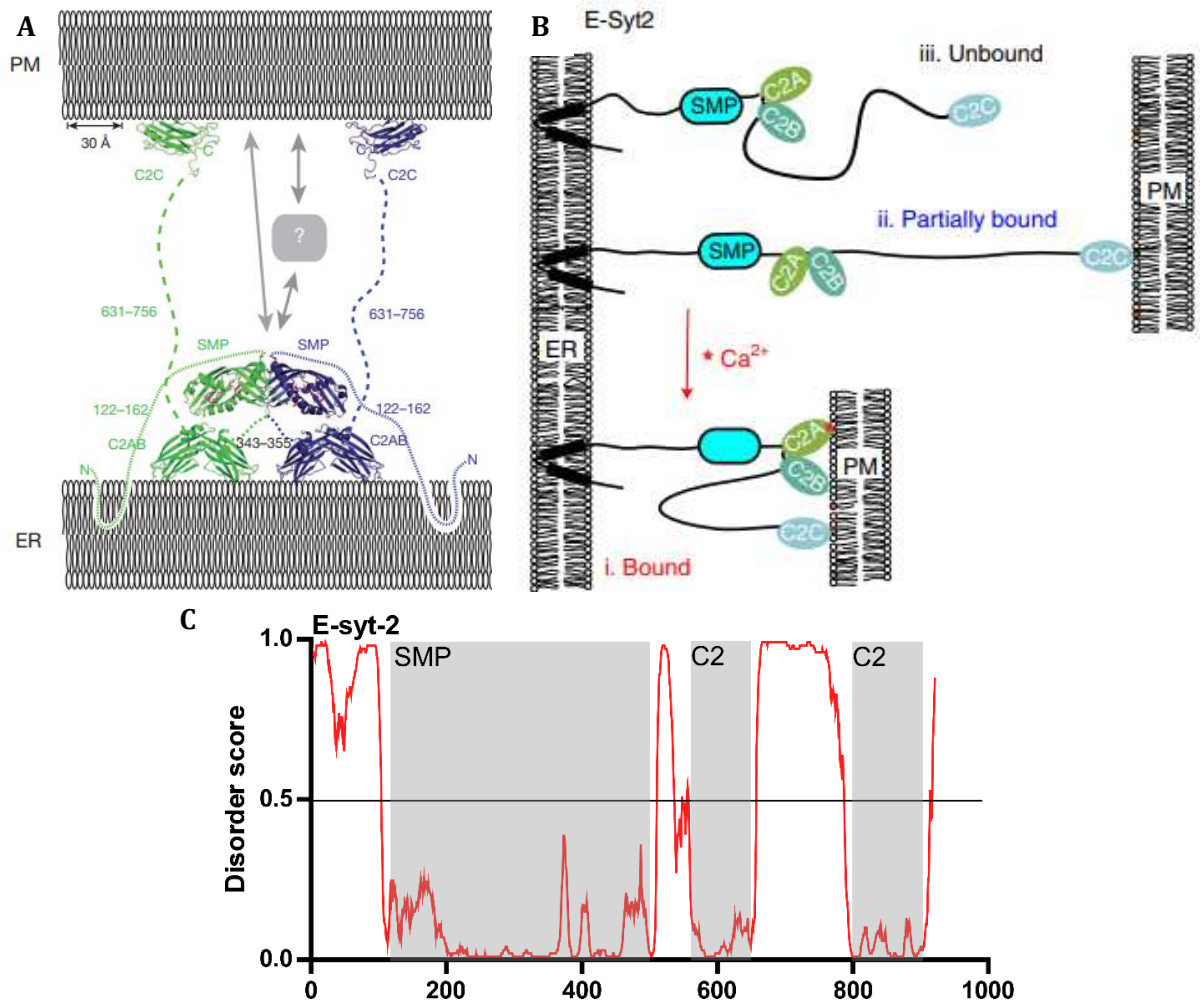 A
PM
30 Å
C
C
C2C
C2C
?
631–756
631–756
SMP
SMP
122–162
122–162
C2AB
343–355
C2AB
N
N
ER
B
E-Syt2
iii. Unbound
C2A
SMP
C2B
C2C
PM
ii. Partially bound
SMP
C2A
C2B
C2C
ER
* Ca2+
C2A
PM
C2B
C2C
i. Bound
C
E-syt-2
1.0
SMP
C2
C2
Disorder score
0.5
0.0
0
200
400
600
800
1000